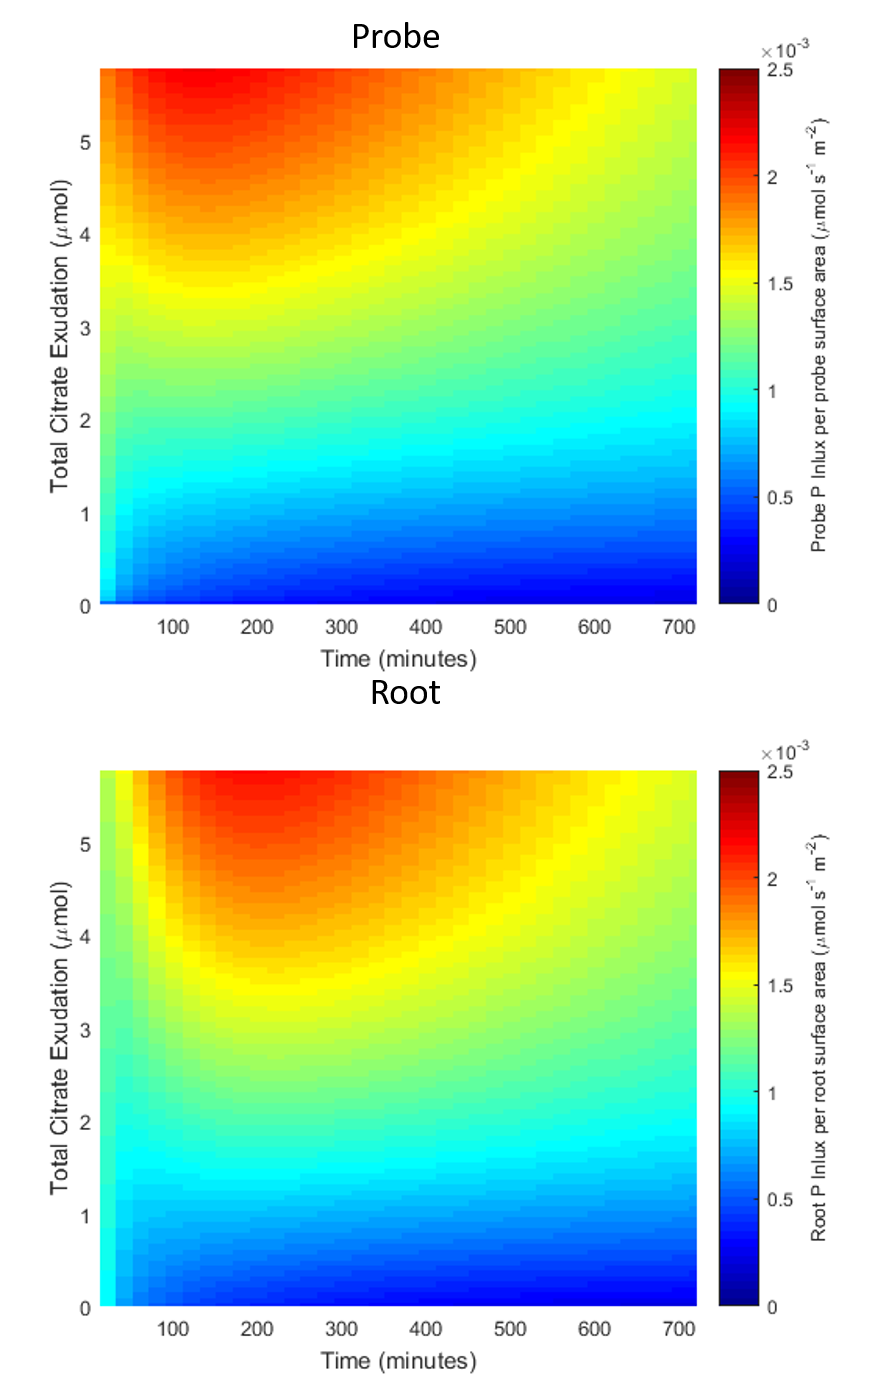 Probe
×10-3
Total Citrate Exudation (μmol)
5
4
3
2
1
0
100 200 300 400 500 600 700
Time (minutes)
2.5
2
1.5
1
0.5
0
Probe P Inlux per probe surface area (μmol s-1 m-2)
Root
×10-3
Total Citrate Exudation (μmol)
5
4
3
2
1
0
100 200 300 400 500 600 700
Time (minutes)
2.5
2
1.5
1
0.5
0
Root P Inlux per root surface area (μmol s-1 m-2)